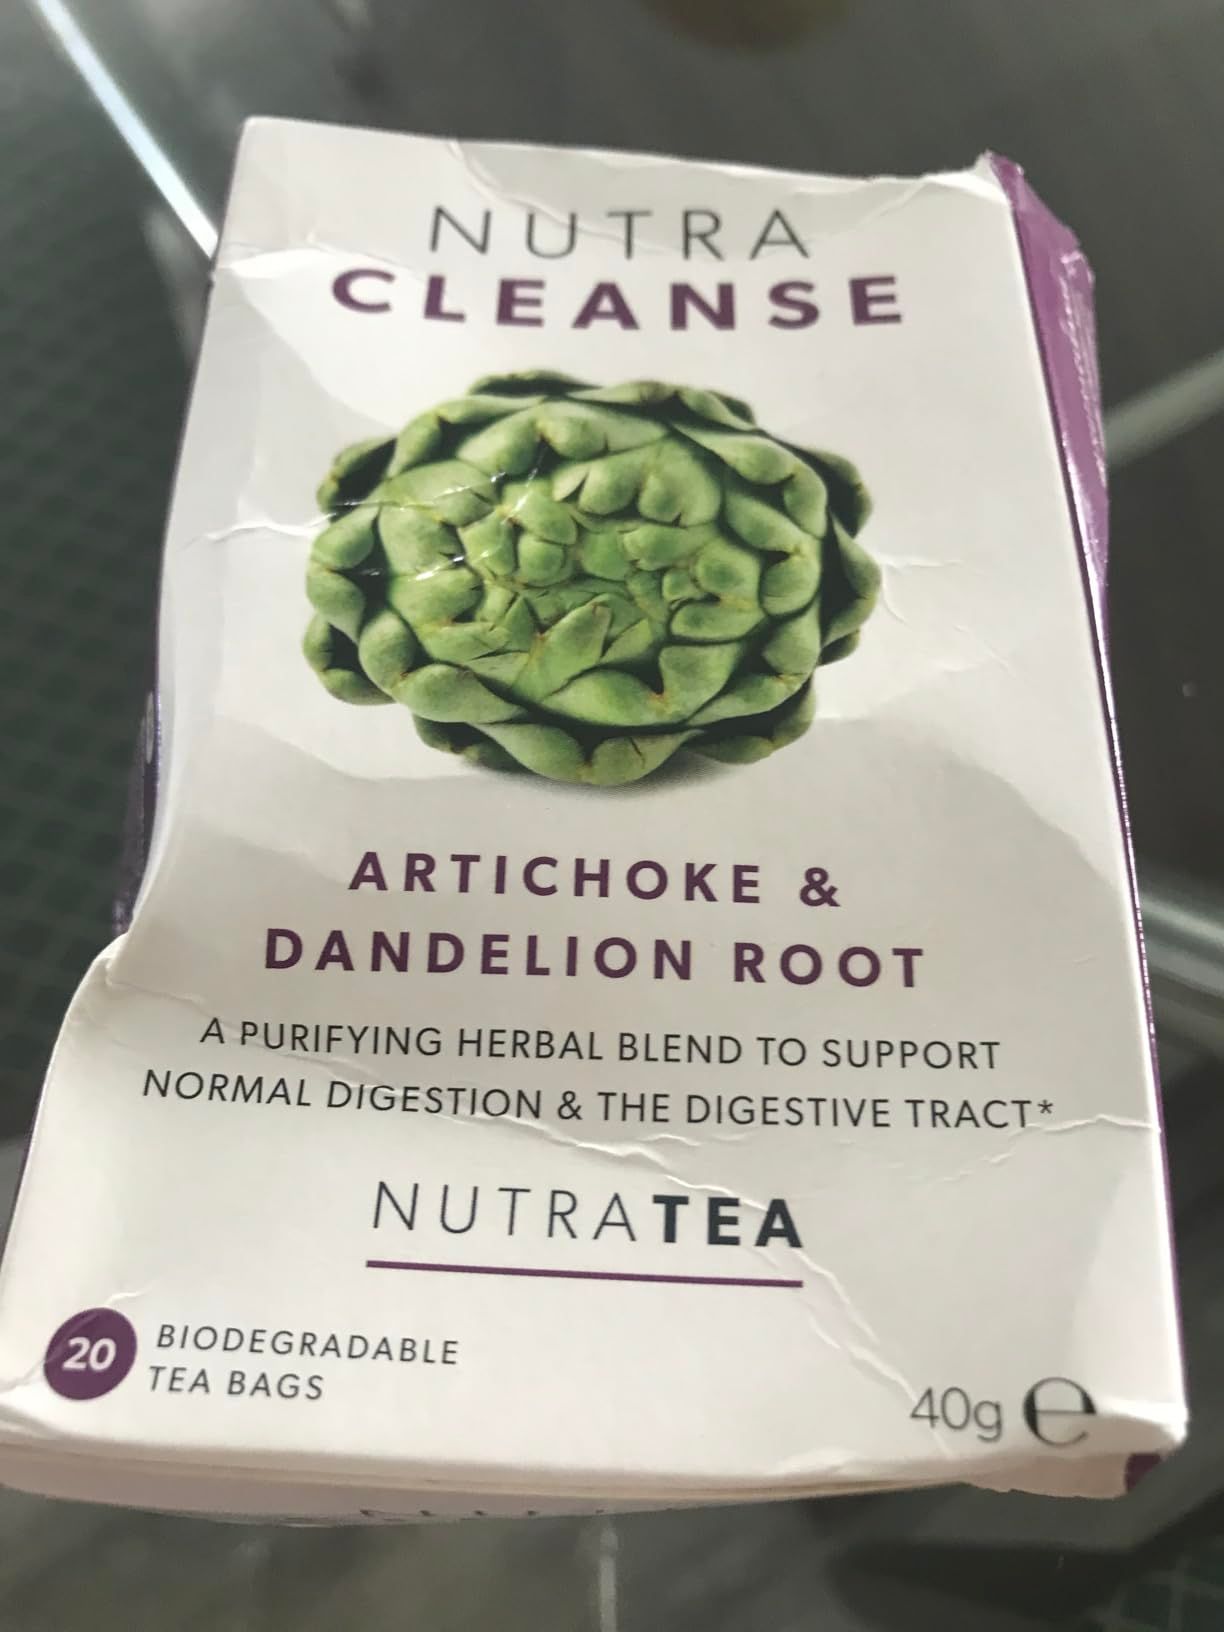 NUTRA
CLEANSE
ARTICHOKE &
DANDELION ROOT
A PURIFYING HERBAL BLEND TO SUPPORT
NORMAL DIGESTION & THE DIGESTIVE TRACT*
NUTRATEA
20
BIODEGRADABLE
TEA BAGS
40g ℮